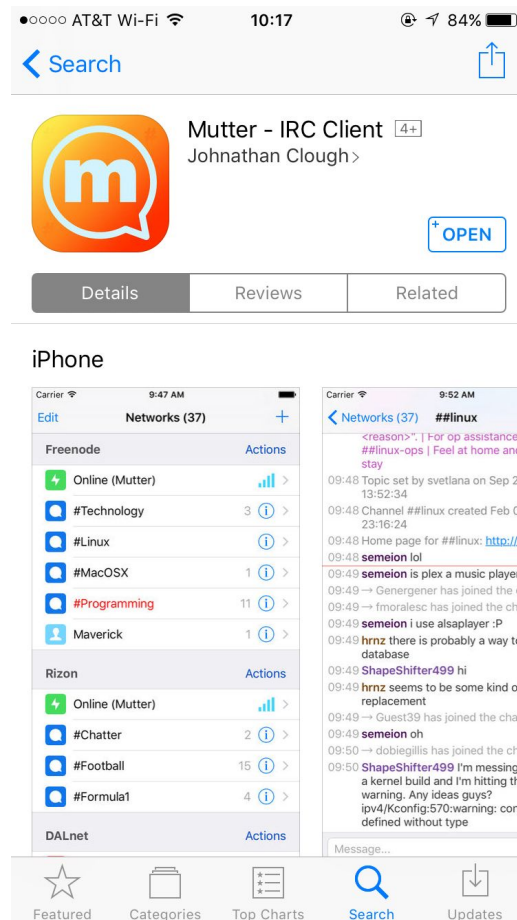 AT&T Wi-Fi 10:17 84%
Search
m
Mutter - IRC Client 4+
Johnathan Clough
+ OPEN
Details Reviews Related
iPhone
Carrier 9:47 AM
Edit Networks (37) +
Freenode Actions
Online (Mutter)
#Technology 3
#Linux
#MacOSX 1
#Programming 11
Maverick 1
Rizon Actions
Online (Mutter)
#Chatter 2
#Football 15
#Formula1 4
DALnet Actions
Carrier 9:52 AM
Networks (37) ##linux
<reason>". | For op assistance
##linux-ops | Feel at home and
stay
09:48 Topic set by svetlana on Sep 2
13:52:34
09:48 Channel ##linux created Feb 0
23:16:24
09:48 Home page for ##linux: http://
09:48 semeion lol
09:49 semeion is plex a music player
09:49 → Genergener has joined the
09:49 → fmoralesc has joined the ch
09:49 semeion i use alsaplayer :P
09:49 hrnz there is probably a way to
database
09:49 ShapeShifter499 hi
09:49 hrnz seems to be some kind o
replacement
09:49 → Guest39 has joined the cha
09:49 semeion oh
09:50 → dobiegillis has joined the ch
09:50 ShapeShifter499 I'm messing
a kernel build and I'm hitting th
warning. Any ideas guys?
ipv4/Kconfig:570:warning: con
defined without type
Message...
Featured Categories Top Charts Search Updates